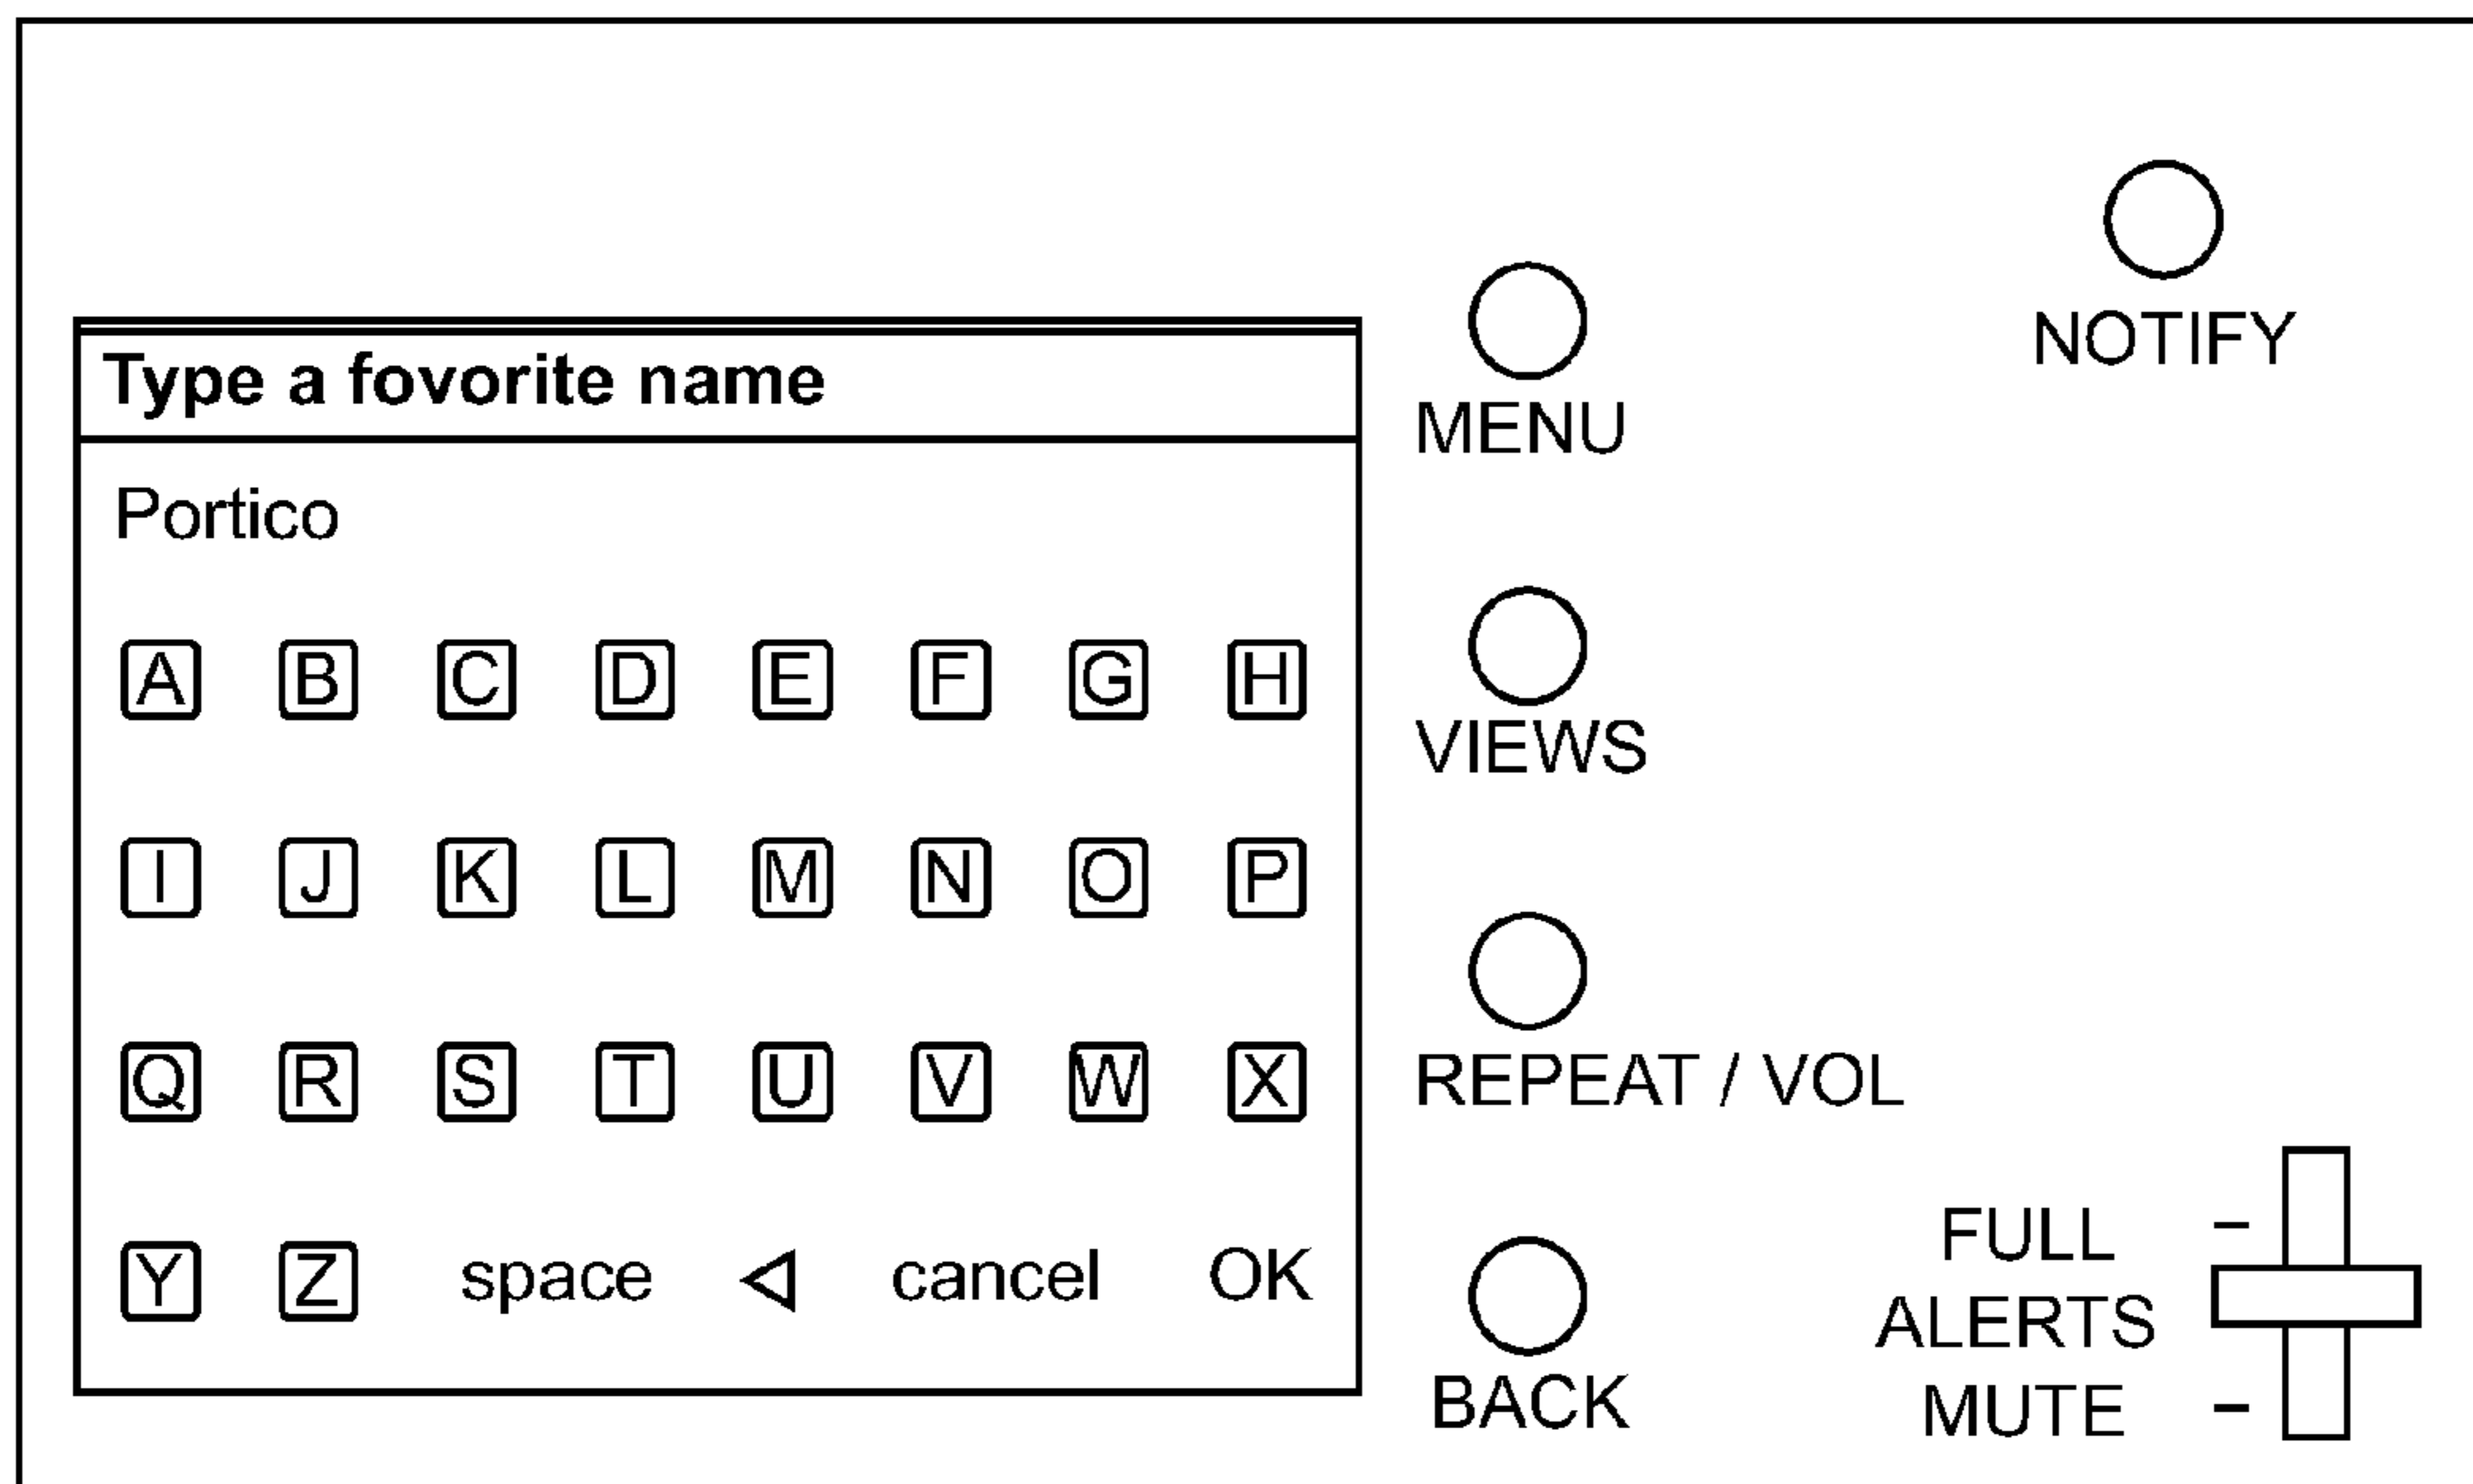 Type a fovorite name
Portico
A B C D E F G H
I J K L M N O P
Q R S T U V W X
Y Z space cancel OK
MENU
VIEWS
REPEAT / VOL
BACK
NOTIFY
FULL
ALERTS
MUTE